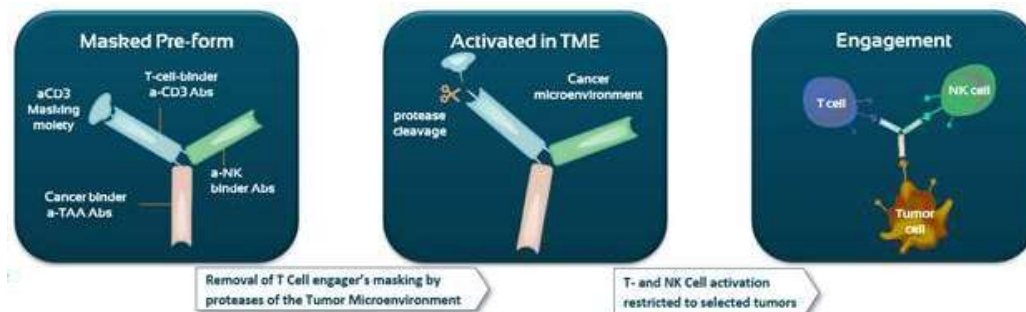 Masked Pre-form
T-cell-binder
a-CD3 Abs
aCD3
Masking
moiety
a-NK
binder Abs
Cancer binder
a-TAA Abs
Activated in TME
Cancer
microenvironment
protease
cleavage
Engagement
T cell
NK cell
Tumor
cell
Removal of T Cell engager's masking by
proteases of the Tumor Microenvironment
T- and NK Cell activation
restricted to selected tumors